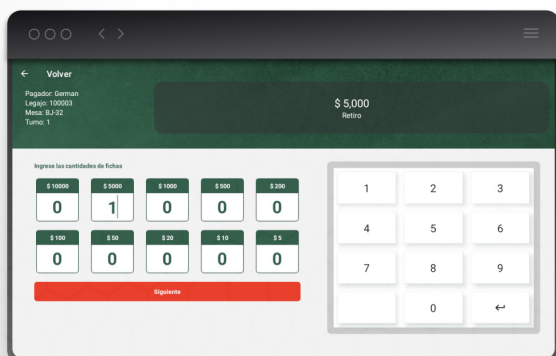 Volver
Pagador: German
Legajo: 100003
Mesa: BJ-32
Turno: 1
$ 5,000
Retiro
Ingrese las cantidades de fichas
$ 10000 $ 5000 $ 1000 $ 500 $ 200
0 1 0 0 0
$ 100 $ 50 $ 20 $ 10 $ 5
0 0 0 0 0
Siguiente
1 2 3
4 5 6
7 8 9
0